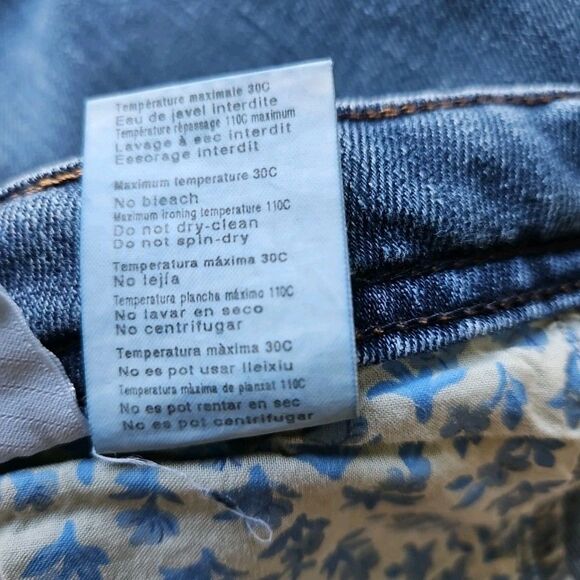 Température maximale 30C
Eau de javel interdite
Température répassage 110C maximum
Lavage à sec interdit
Essorage interdit
Maximum temperature 30C
No bleach
Maximum ironing temperature 110C
Do not dry-clean
Do not spin-dry
Temperatura máxima 30C
No lejía
Temperatura plancha máximo 110C
No lavar en seco
No centrifugar
Temperatura màxima 30C
No es pot usar lleixiu
Temperatura màxima de planxat 110C
No es pot rentar en sec
No es pot centrifugar